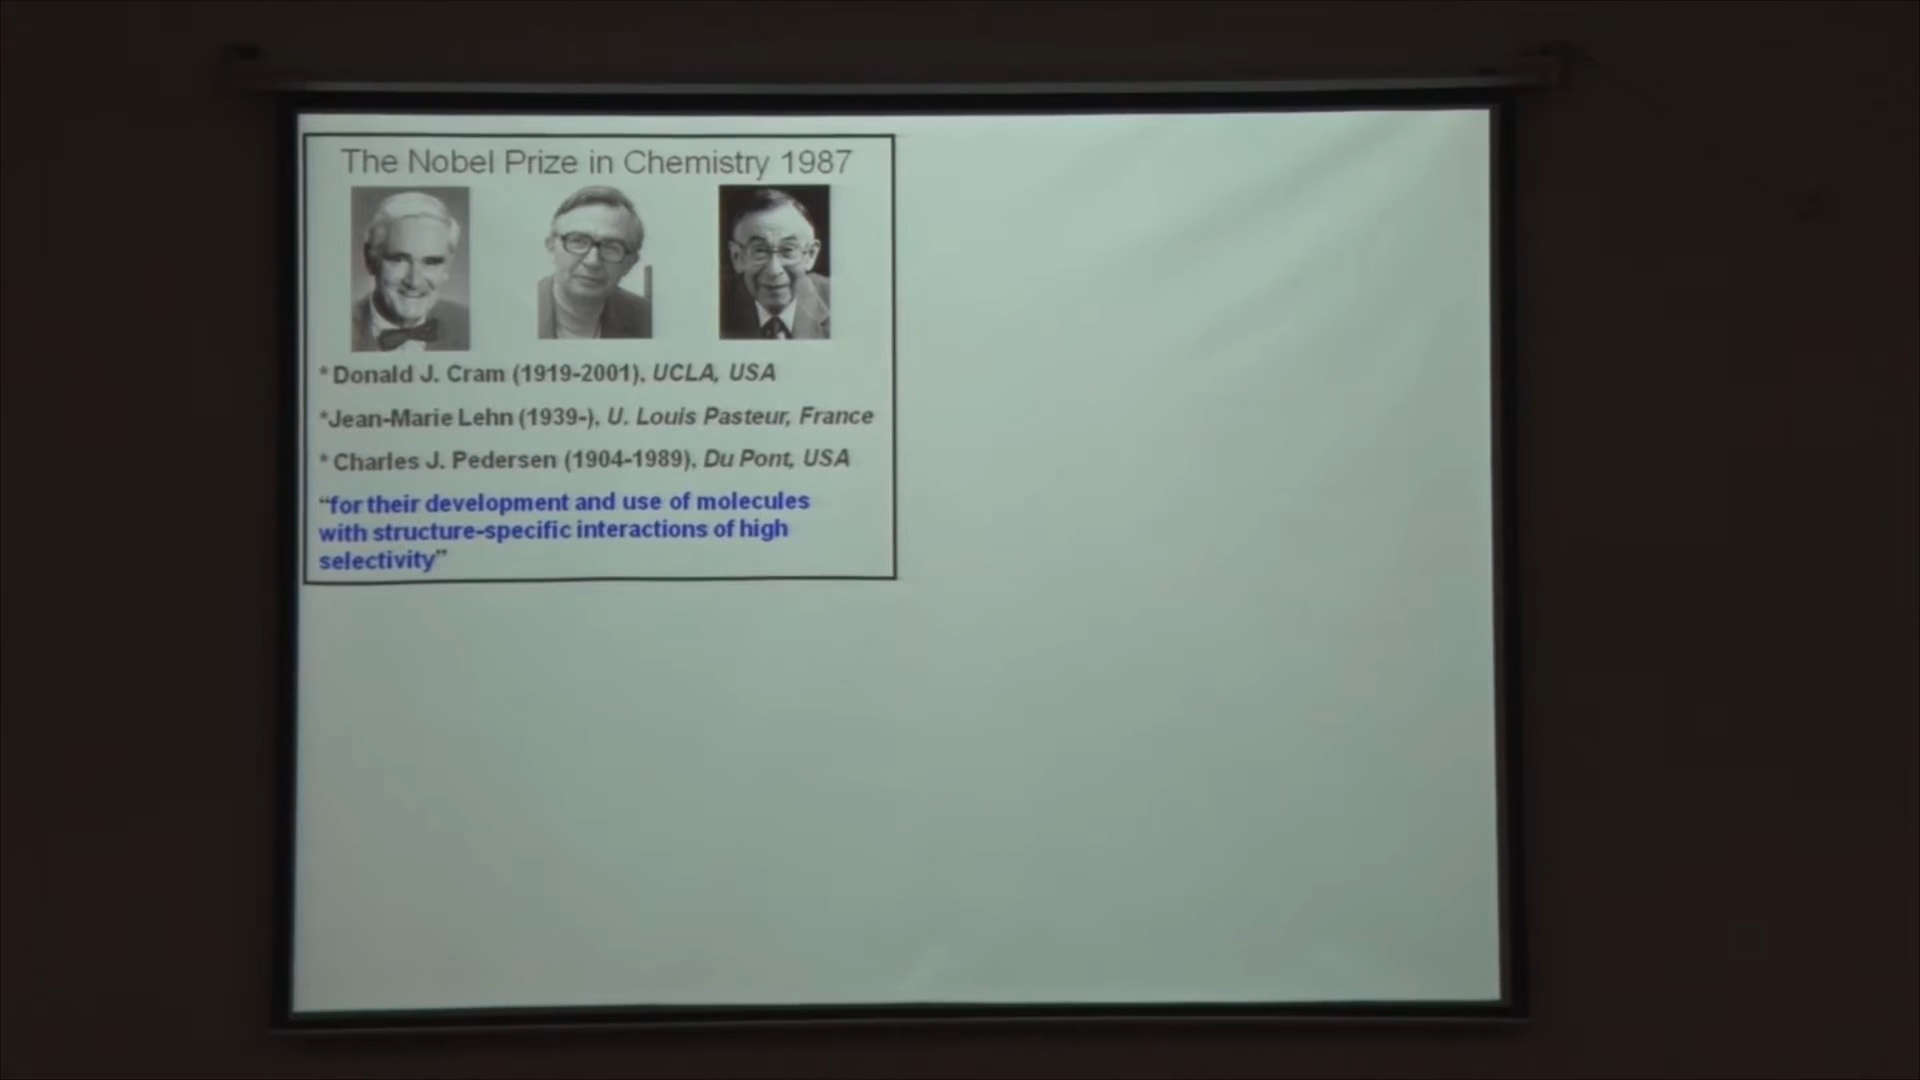 The Nobel Prize in Chemistry 1987
* Donald J. Cram (1919-2001), UCLA, USA
*Jean-Marie Lehn (1939-), U. Louis Pasteur, France
* Charles J. Pedersen (1904-1989), Du Pont, USA
“for their development and use of molecules
with structure-specific interactions of high
selectivity”